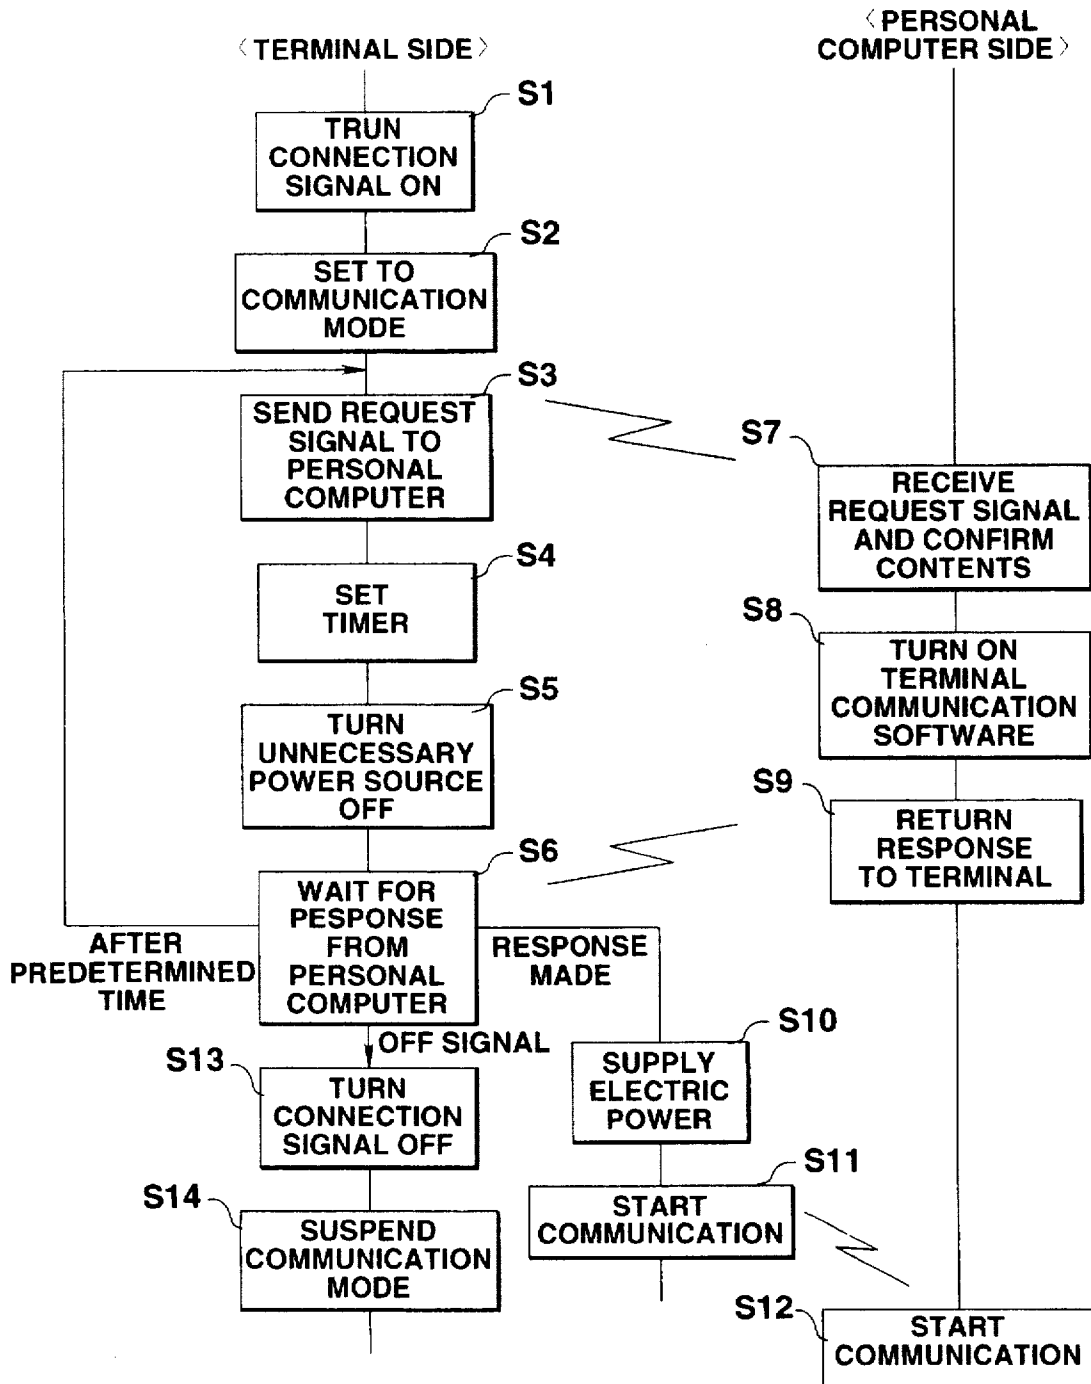 〈TERMINAL SIDE〉
S1
TRUN
CONNECTION
SIGNAL ON
S2
SET TO
COMMUNICATION
MODE
S3
SEND REQUEST
SIGNAL TO
PERSONAL
COMPUTER
S4
SET
TIMER
S5
TURN
UNNECESSARY
POWER SOURCE
OFF
S6
WAIT FOR
PESPONSE
FROM
PERSONAL
COMPUTER
AFTER
PREDETERMINED
TIME
RESPONSE
MADE
OFF SIGNAL
S13
TURN
CONNECTION
SIGNAL OFF
S14
SUSPEND
COMMUNICATION
MODE
S10
SUPPLY
ELECTRIC
POWER
S11
START
COMMUNICATION
〈PERSONAL
COMPUTER SIDE〉
S7
RECEIVE
REQUEST SIGNAL
AND CONFIRM
CONTENTS
S8
TURN ON
TERMINAL
COMMUNICATION
SOFTWARE
S9
RETURN
RESPONSE
TO TERMINAL
S12
START
COMMUNICATION